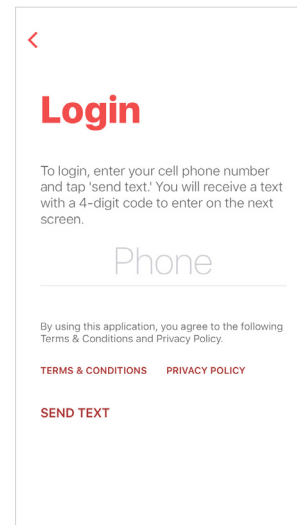 Login
To login, enter your cell phone number
and tap 'send text.' You will receive a text
with a 4-digit code to enter on the next
screen.
Phone
By using this application, you agree to the following
Terms & Conditions and Privacy Policy.
TERMS & CONDITIONS PRIVACY POLICY
SEND TEXT